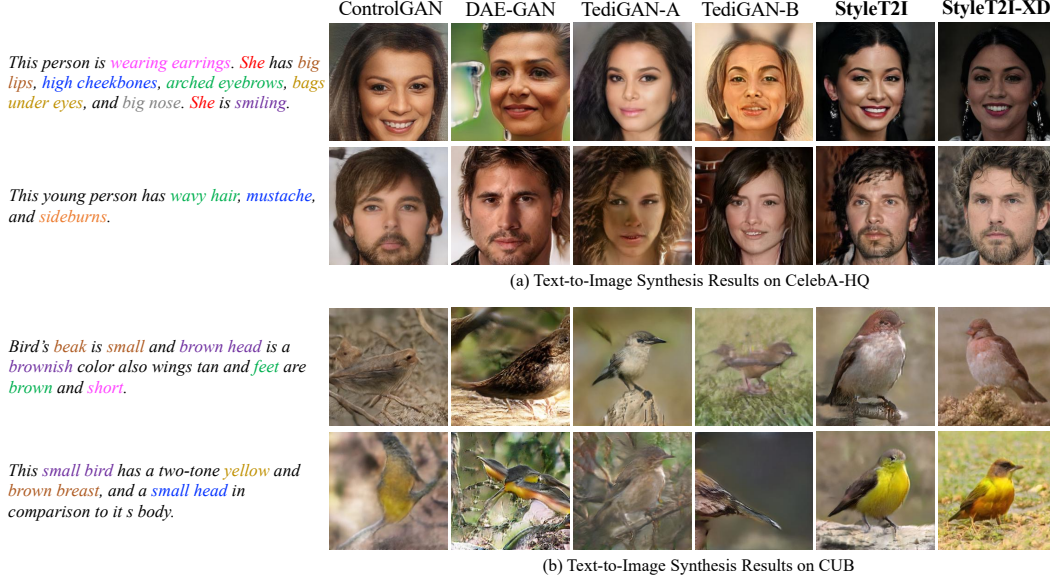 ControlGAN DAE-GAN TediGAN-A TediGAN-B StyleT2I StyleT2I-XD
This person is wearing earrings. She has big
lips, high cheekbones, arched eyebrows, bags
under eyes, and big nose. She is smiling.
This young person has wavy hair, mustache,
and sideburns.
(a) Text-to-Image Synthesis Results on CelebA-HQ
Bird's beak is small and brown head is a
brownish color also wings tan and feet are
brown and short.
This small bird has a two-tone yellow and
brown breast, and a small head in
comparison to it s body.
(b) Text-to-Image Synthesis Results on CUB